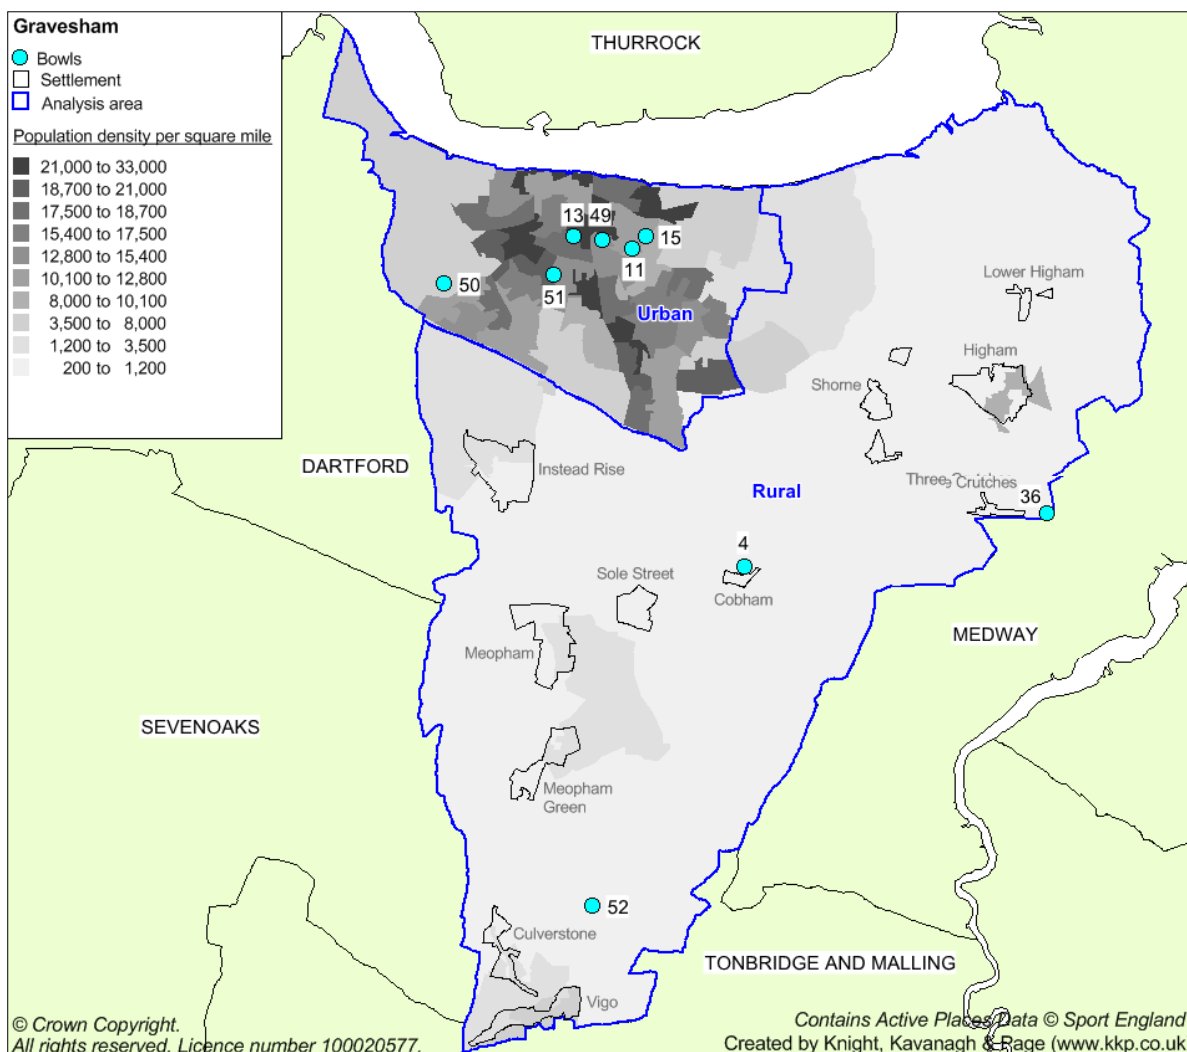 Gravesham
Bowls
Settlement
Analysis area
Population density per square mile
21,000 to 33,000
18,700 to 21,000
17,500 to 18,700
15,400 to 17,500
12,800 to 15,400
10,100 to 12,800
8,000 to 10,100
3,500 to 8,000
1,200 to 3,500
200 to 1,200
THURROCK
13 49
15
11
50
51
Urban
Lower Higham
Higham
Shorne
DARTFORD
Instead Rise
Rural
Three Crutches
36
4
Sole Street
Cobham
Meopham
MEDWAY
SEVENOAKS
Meopham
Green
52
Culverstone
TONBRIDGE AND MALLING
Vigo
© Crown Copyright.
All rights reserved. Licence number 100020577.
Contains Active Places Data © Sport England
Created by Knight, Kavanagh & Page (www.kkp.co.uk